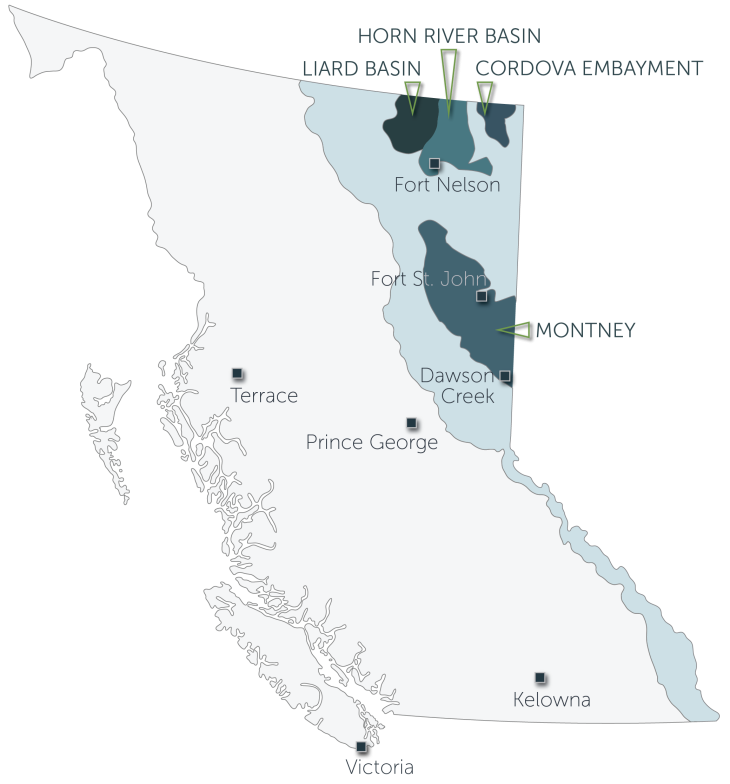 HORN RIVER BASIN
LIARD BASIN
CORDOVA EMBAYMENT
Fort Nelson
Fort St. John
MONTNEY
Dawson
Creek
Terrace
Prince George
Kelowna
Victoria